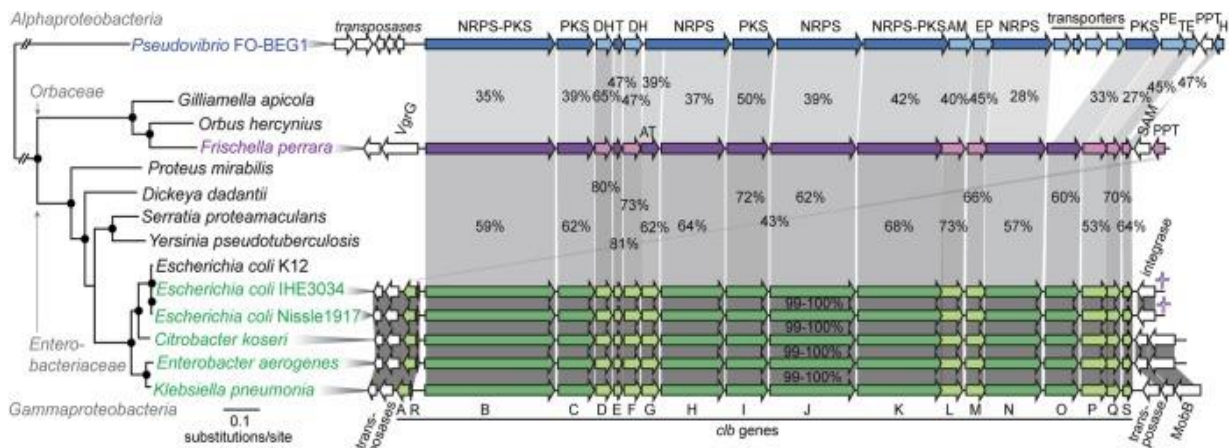 Alphaproteobacteria
transposases
NRPS-PKS PKS DH T DH NRPS PKS NRPS NRPS-PKS AM EP NRPS transporters PKS PE TE PPT H
Pseudovibrio FO-BEG1
47% 39%
35% 39% 65% 47% 37% 50% 39% 42% 40% 45% 28% 33% 27% 45% 47%
Orbaceae
Gilliamella apicola
VgrG
Orbus hercynius
AT
SAM
PPT
Frischella perrara
Proteus mirabilis
80% 72% 62% 66% 60% 70%
Dickeya dadantii
73% 43%
Serratia proteamaculans
59% 62% 62% 64% 68% 73% 57% 53% 64%
Yersinia pseudotuberculosis
81%
integrase
Escherichia coli K12
Escherichia coli IHE3034
99-100%
Escherichia coli Nissle1917
99-100%
Citrobacter koseri
Entero-
bacteriaceae
Enterobacter aerogenes
99-100%
Klebsiella pneumonia
Gammaproteobacteria
0.1
substitutions/site
trans-
posases
A R B C D E F G H I J K L M N O P Q S
clb genes
trans-
posase
MobB